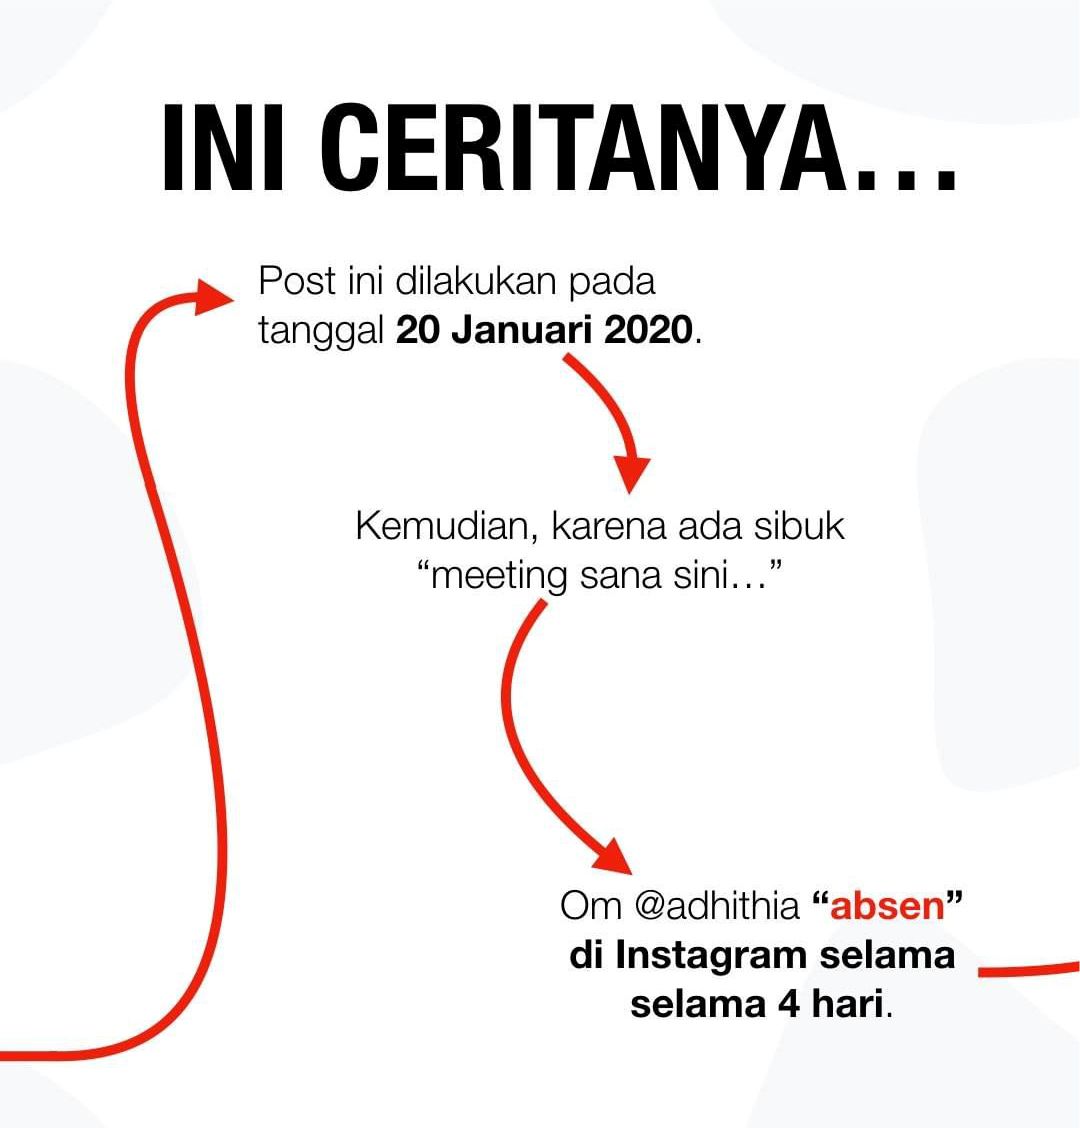 INI CERITANYA...
Post ini dilakukan pada
tanggal 20 Januari 2020.
Kemudian, karena ada sibuk
“meeting sana sini...”
Om @adhithia “absen”
di Instagram selama
selama 4 hari.